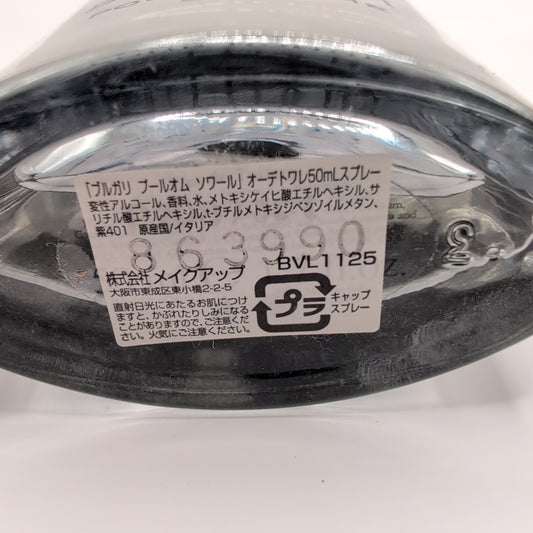 「ブルガリ プールオム ソワール」 オーデトワレ50mLスプレー
変性アルコール、香料、水、メトキシケイヒ酸エチルヘキシル、サ
リチル酸エチルヘキシル、t-ブチルメトキシジベンゾイルメタン、
紫401 原産国/イタリア
863990
株式会社 メイクアップ BVL1125
大阪市東成区東小橋2-2-5
直射日光にあたるお肌につけ
ますと、かぶれたりしみになる
ことがありますので、ご注意くだ
さい。火気にご注意ください。
プラ
キャップ
スプレー